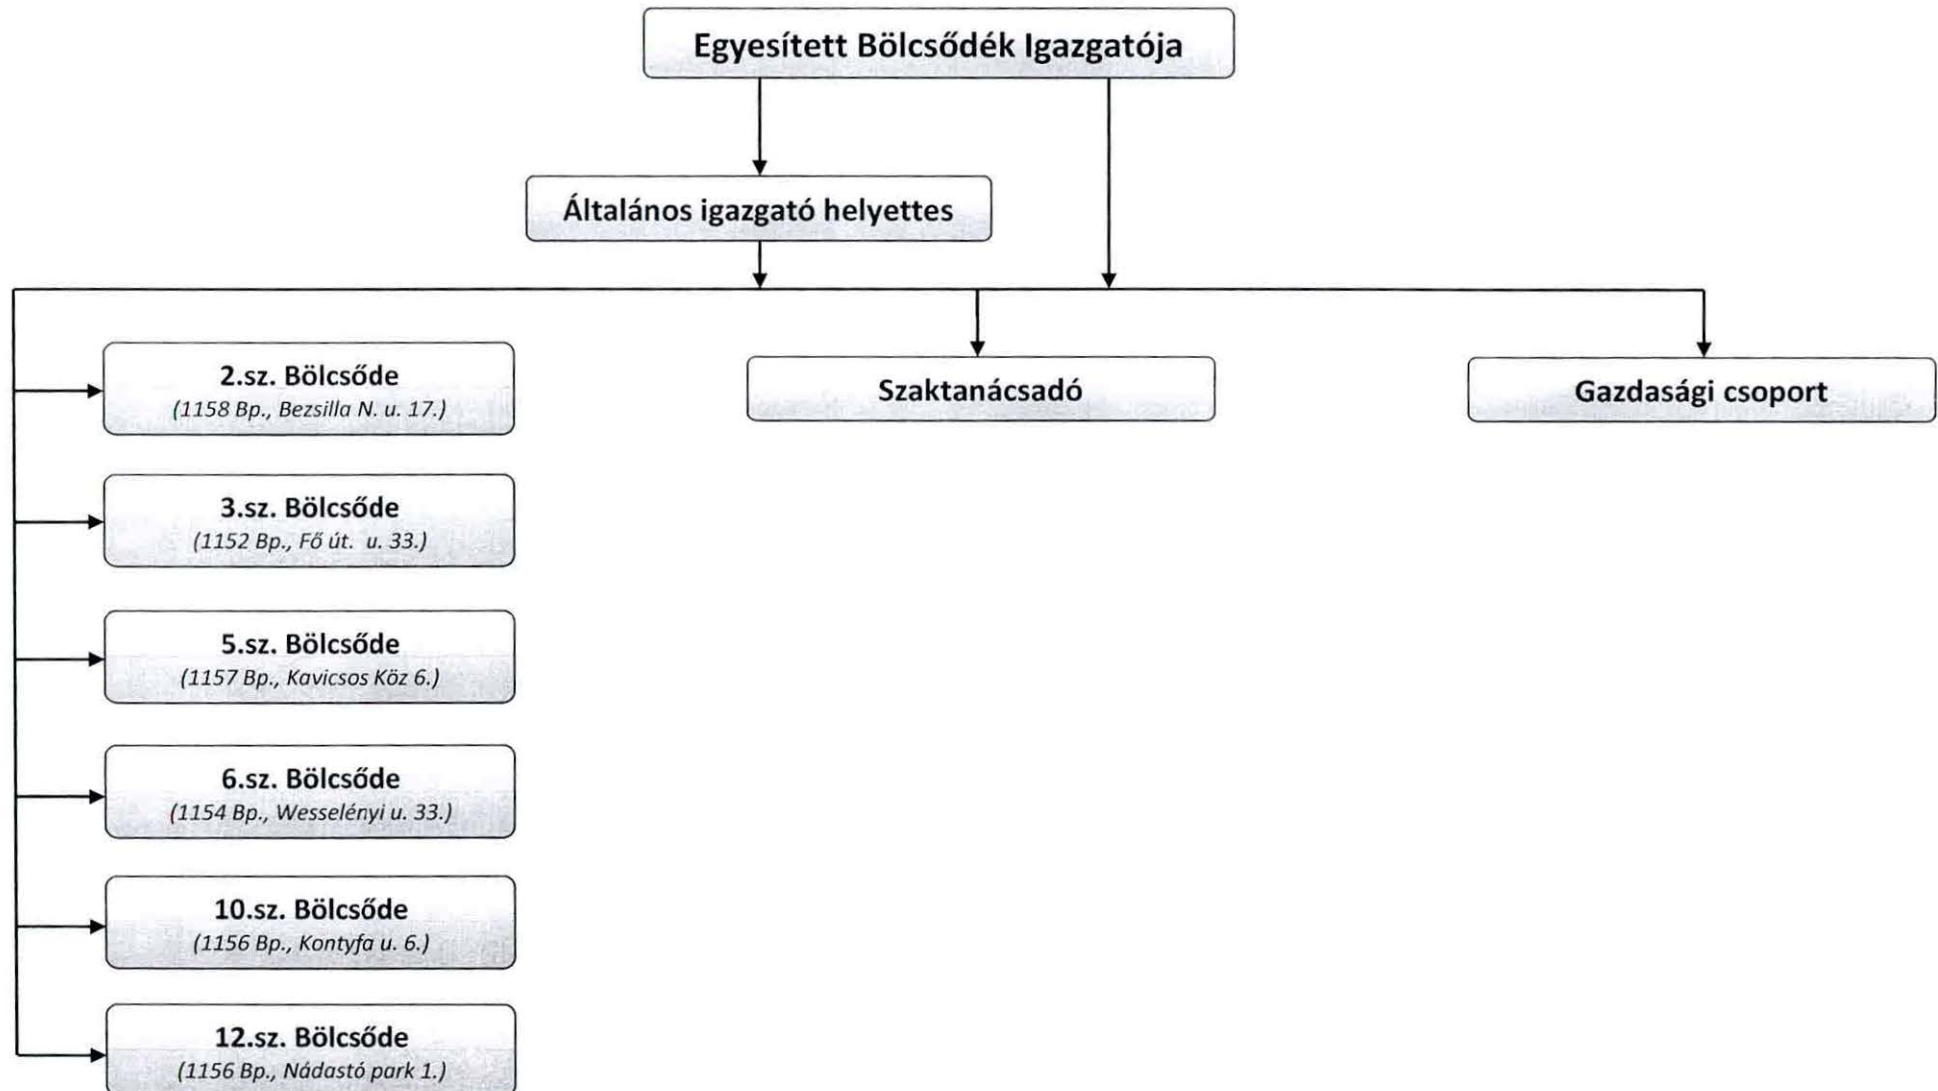 Egyesített Bölcsődék Igazgatója
Általános igazgató helyettes
2.sz. Bölcsőde
(1158 Bp., Bezsilla N. u. 17.)
Szaktanácsadó
Gazdasági csoport
3.sz. Bölcsőde
(1152 Bp., Fő út. u. 33.)
5.sz. Bölcsőde
(1157 Bp., Kavicsos Köz 6.)
6.sz. Bölcsőde
(1154 Bp., Wesselényi u. 33.)
10.sz. Bölcsőde
(1156 Bp., Kontyfa u. 6.)
12.sz. Bölcsőde
(1156 Bp., Nádastó park 1.)